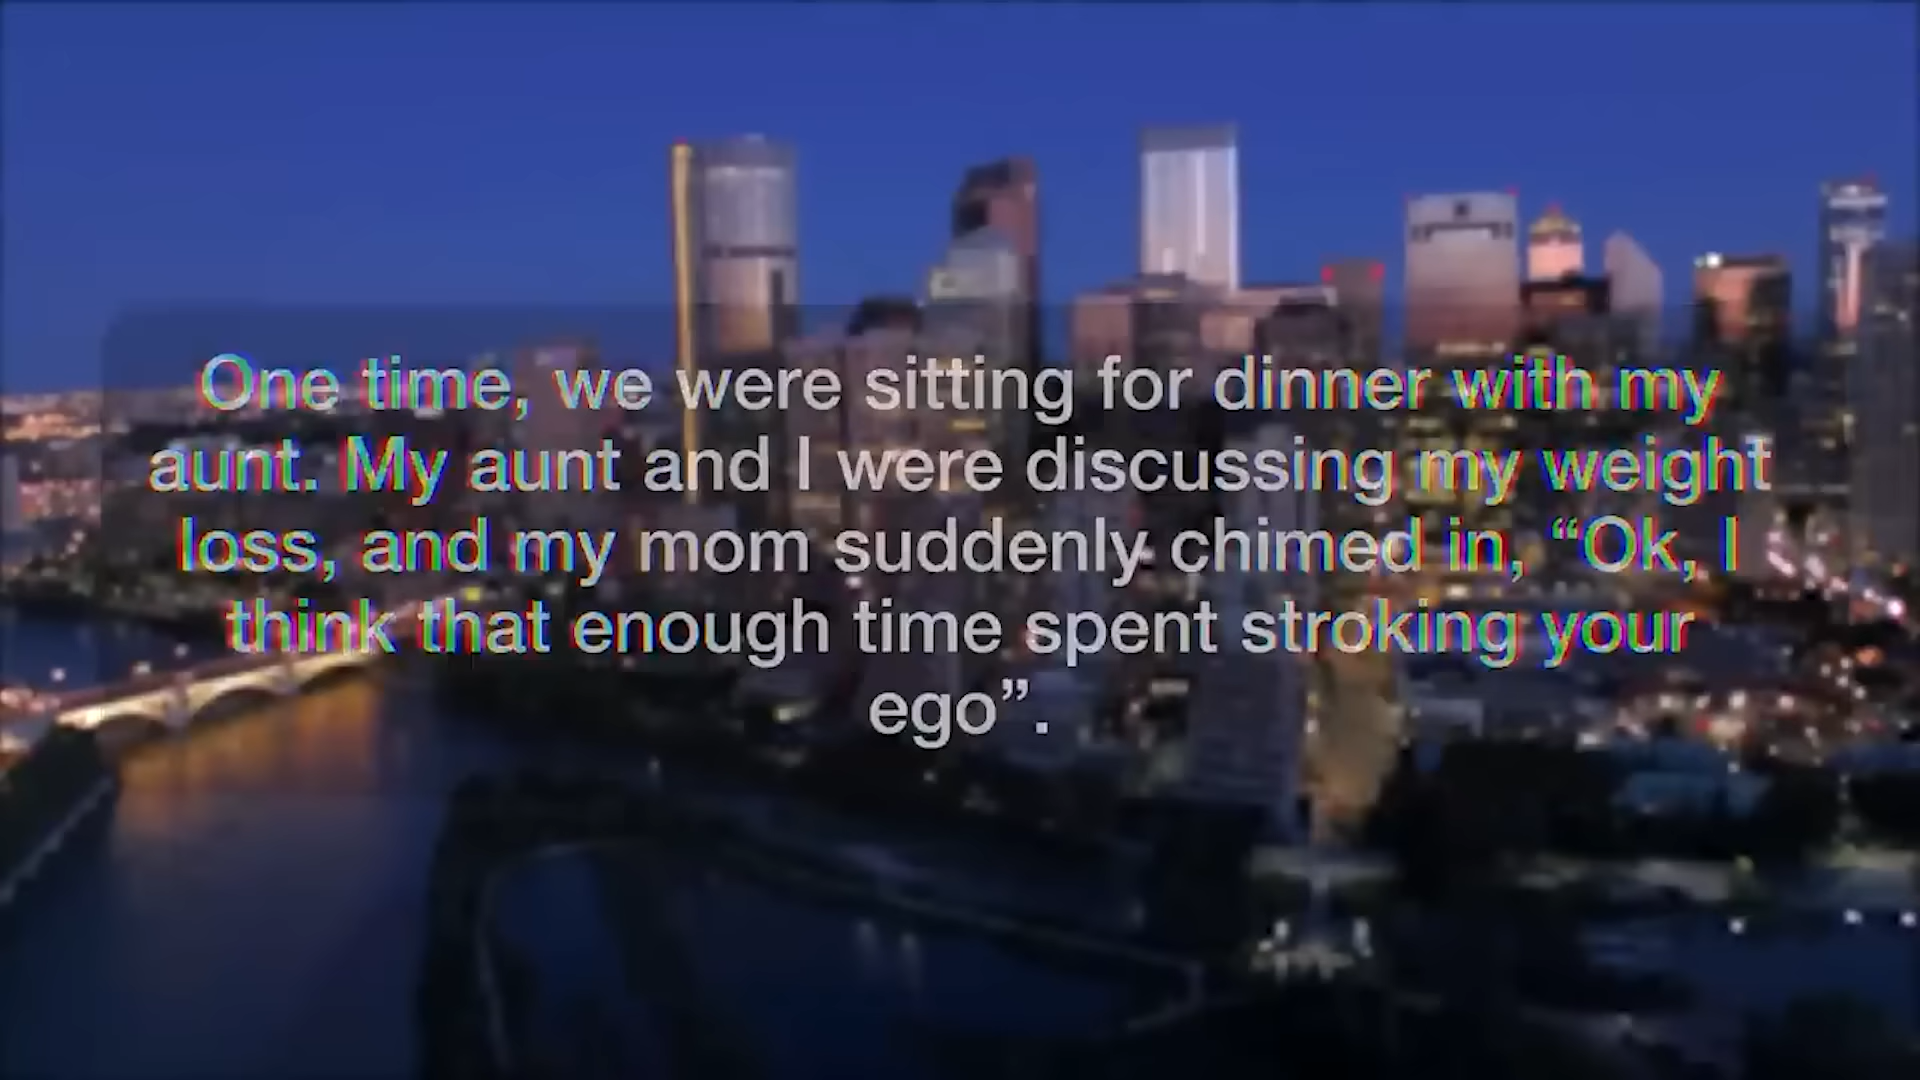 One time, we were sitting for dinner with my
aunt. My aunt and I were discussing my weight
loss, and my mom suddenly chimed in, “Ok, I
think that enough time spent stroking your
ego”.